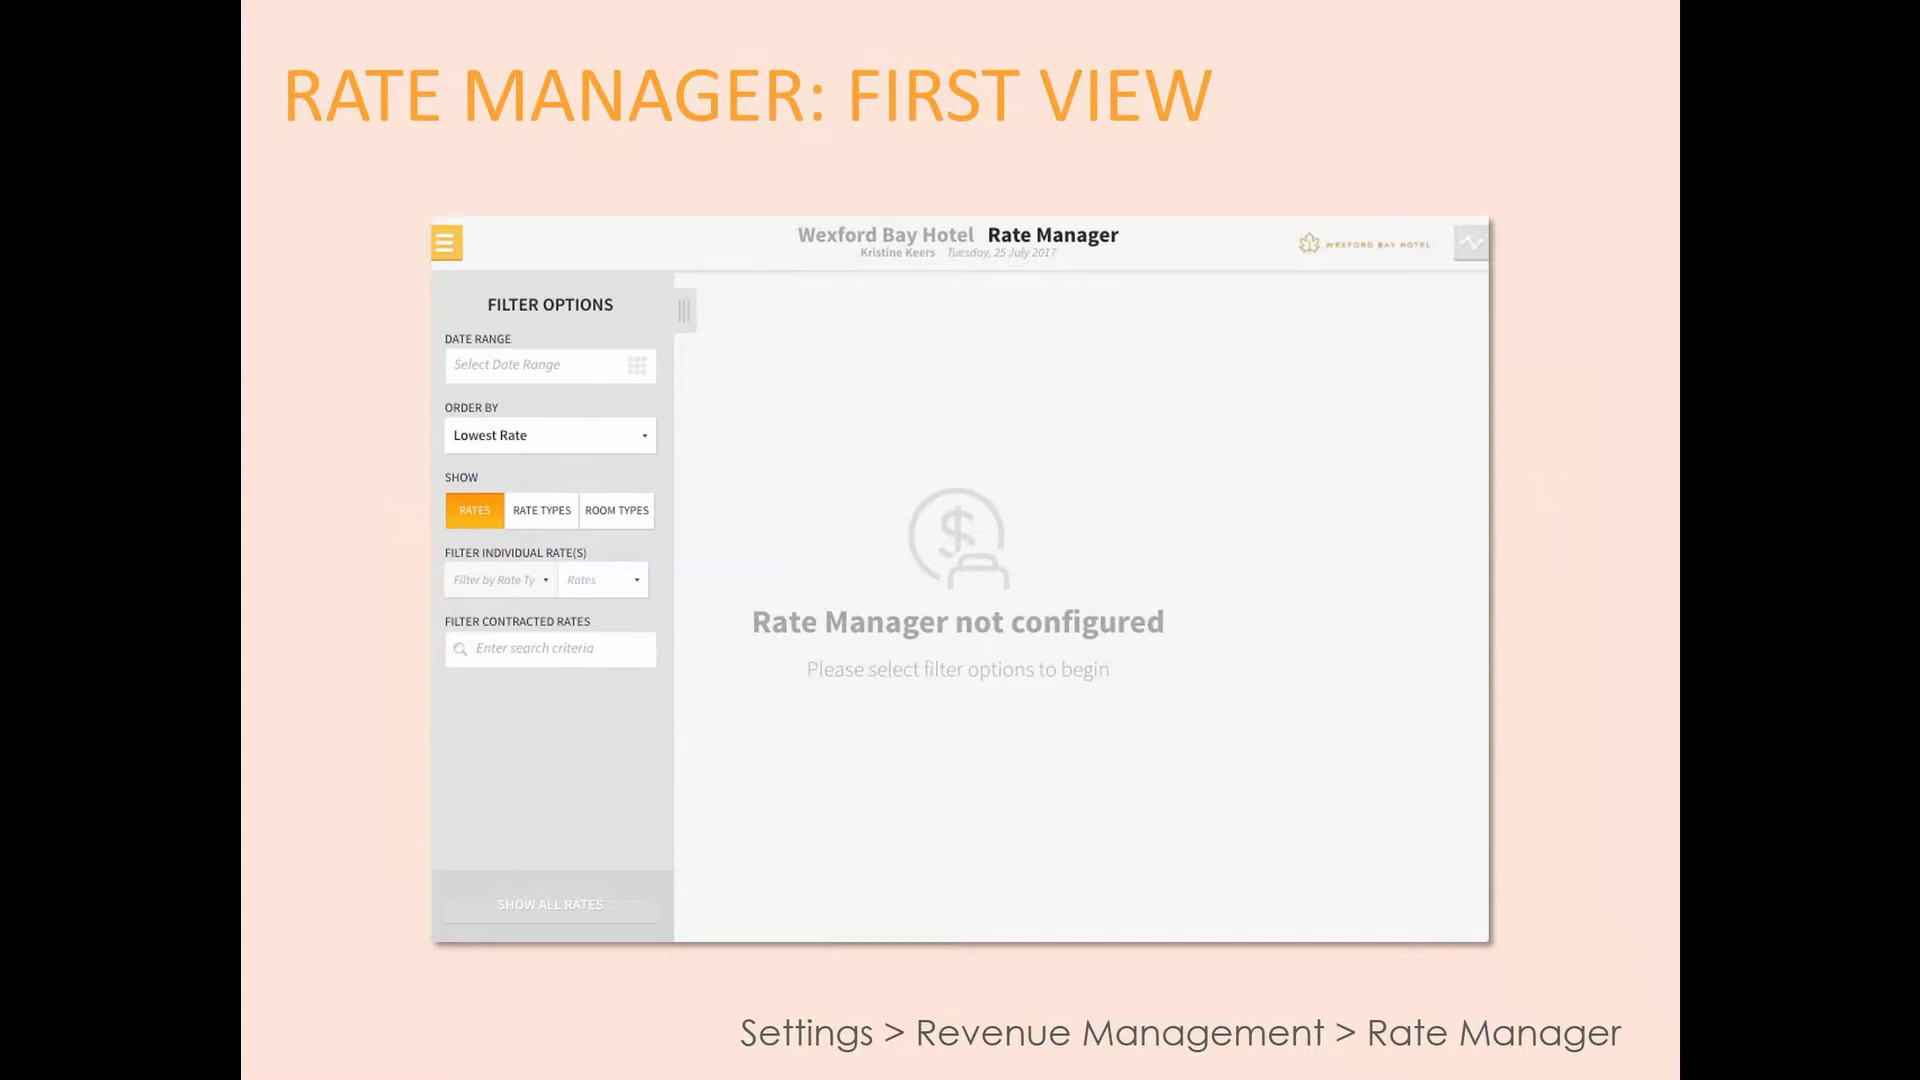 RATE MANAGER: FIRST VIEW
Wexford Bay Hotel Rate Manager
Kristine Keers Tuesday, 25 July 2017
WEXFORD BAY HOTEL
FILTER OPTIONS
DATE RANGE
Select Date Range
ORDER BY
Lowest Rate
SHOW
RATES RATE TYPES ROOM TYPES
FILTER INDIVIDUAL RATE(S)
Filter by Rate Ty Rates
FILTER CONTRACTED RATES
Enter search criteria
SHOW ALL RATES
$
Rate Manager not configured
Please select filter options to begin
Settings > Revenue Management > Rate Manager